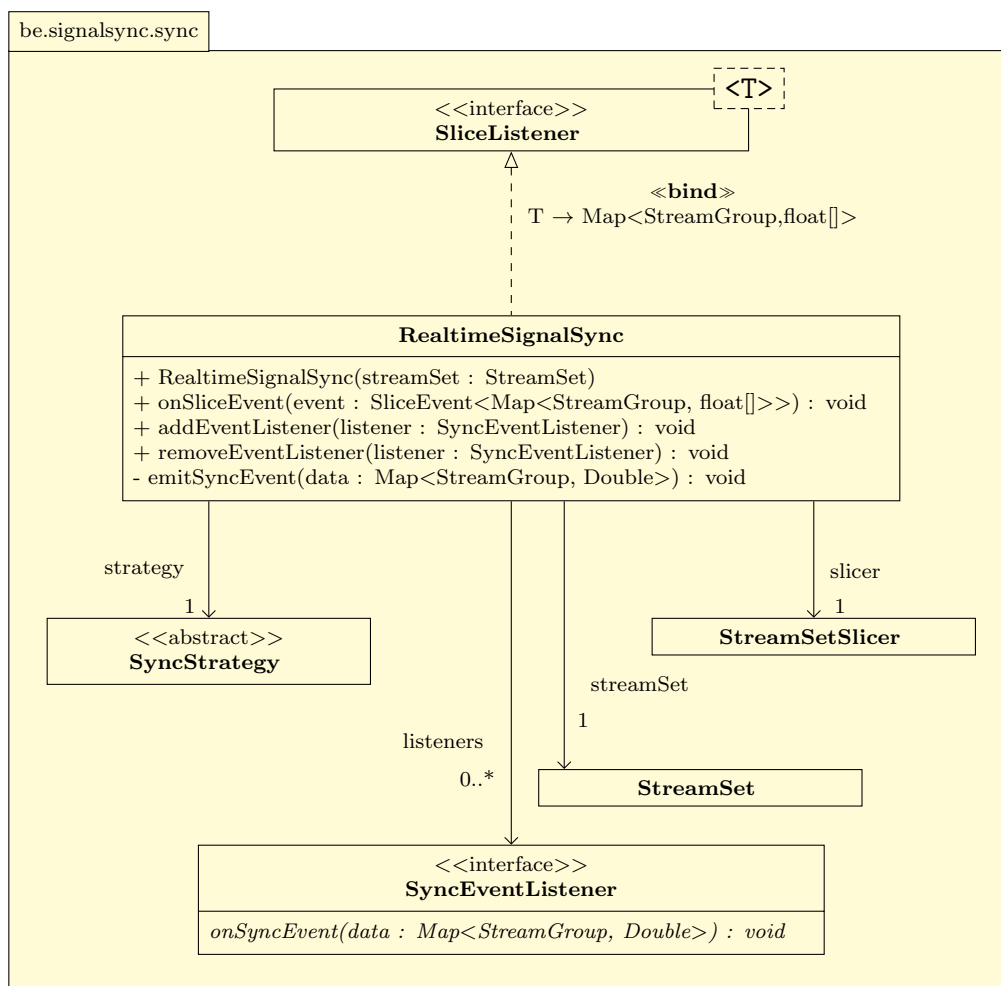 be.signalsync.sync
<T>
<<interface>>
SliceListener
≪bind≫
T → Map<StreamGroup,float[]>
RealtimeSignalSync
+ RealtimeSignalSync(streamSet : StreamSet)
+ onSliceEvent(event : SliceEvent<Map<StreamGroup, float[]>>) : void
+ addEventListener(listener : SyncEventListener) : void
+ removeEventListener(listener : SyncEventListener) : void
- emitSyncEvent(data : Map<StreamGroup, Double>) : void
strategy
1
<<abstract>>
SyncStrategy
slicer
1
StreamSetSlicer
streamSet
1
StreamSet
listeners
0..*
<<interface>>
SyncEventListener
onSyncEvent(data : Map<StreamGroup, Double>) : void